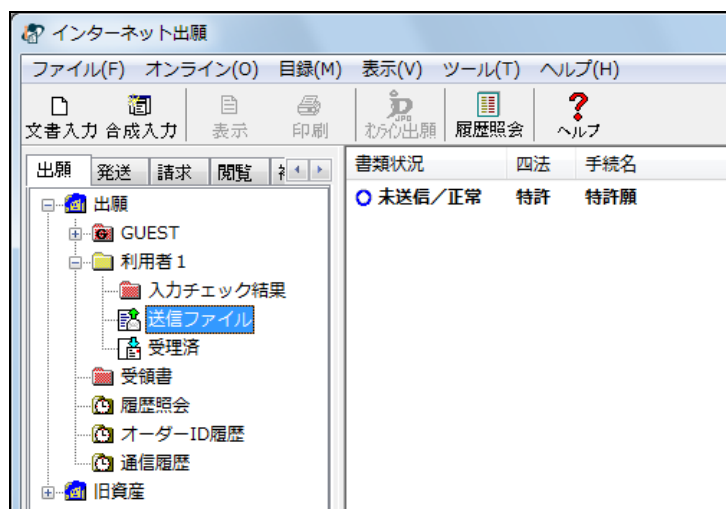 インターネット出願
ファイル(F) オンライン(O) 目録(M) 表示(V) ツール(T) ヘルプ(H)
文書入力 合成入力 表示 印刷 オンライン出願 履歴照会 ヘルプ
出願 発送 請求 閲覧
書類状況 四法 手続名
未送信/正常 特許 特許願
出願
GUEST
利用者1
入力チェック結果
送信ファイル
受理済
受領書
履歴照会
オーダーID履歴
通信履歴
旧資産